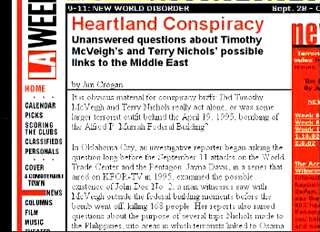 9-11: NEW WORLD DISORDER
Sept. 28 - O
LA WEE
Heartland Conspiracy
Unanswered questions about Timothy
McVeigh's and Terry Nichols' possible
links to the Middle East
by Jim Crogan
It is obvious material for conspiracy buffs: Did Timothy
McVeigh and Terry Nichols really act alone, or was some
larger terrorist outfit behind the April 19, 1995, bombing of
the Alfred P. Murrah Federal Building?
In Oklahoma City, an investigative reporter began asking the
question long before the September 11 attacks on the World
Trade Center and the Pentagon. Jayna Davis, in a series that
aired on KFOR-TV in 1995, examined the possible
existence of John Doe No. 2, a man witnesses saw with
McVeigh outside the federal building moments before the
bomb went off, killing 168 people. Her reports also raised
questions about the purpose of several trips Nichols made to
the Philippines, into areas in which terrorists linked to Osama
HOME
CALENDAR
PICKS
SCORING
THE CLUBS
CLASSIFIEDS
PERSONALS
COVER
TOWN
NEWS
COLUMNS
FILM
MUSIC
ne